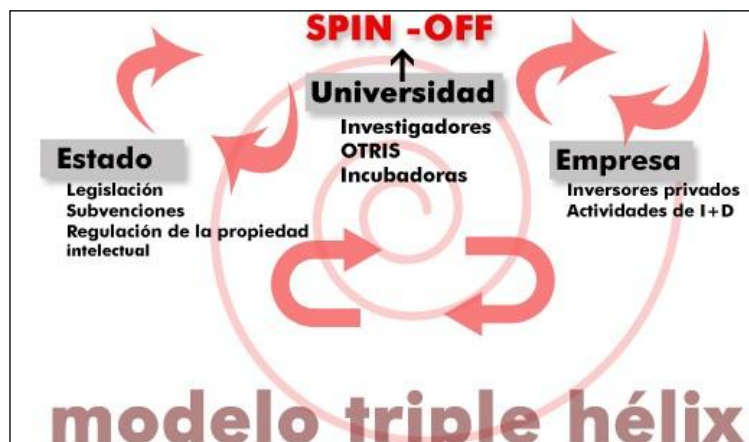 SPIN -OFF
Universidad
Investigadores
OTRIS
Incubadoras
Estado
Legislación
Subvenciones
Regulación de la propiedad
intelectual
Empresa
Inversores privados
Actividades de I+D
modelo triple hélix